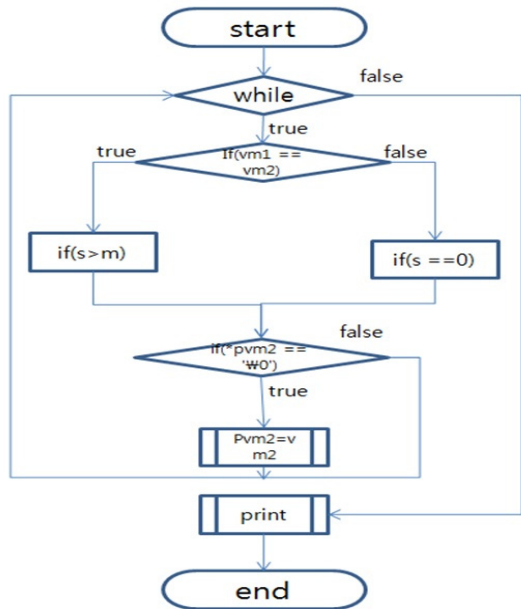 start
false
while
true
true
If(vm1 ==
vm2)
false
if(s>m)
if(s ==0)
false
if(*pvm2 ==
'₩0')
true
Pvm2=v
m2
print
end